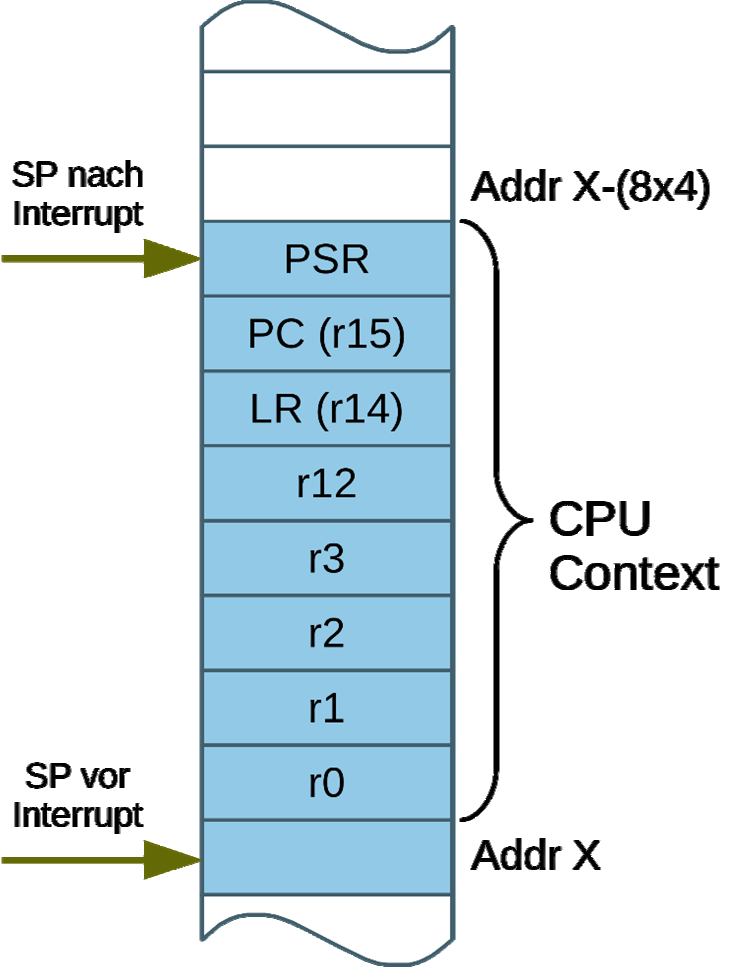 SP nach
Interrupt
Addr X-(8x4)
PSR
PC (r15)
LR (r14)
r12
r3
r2
r1
r0
CPU
Context
SP vor
Interrupt
Addr X